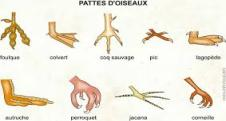 PATTES D'OISEAUX
foulque
colvert
coq sauvage
pic
lagopède
autruche
perroquet
jacana
corneille